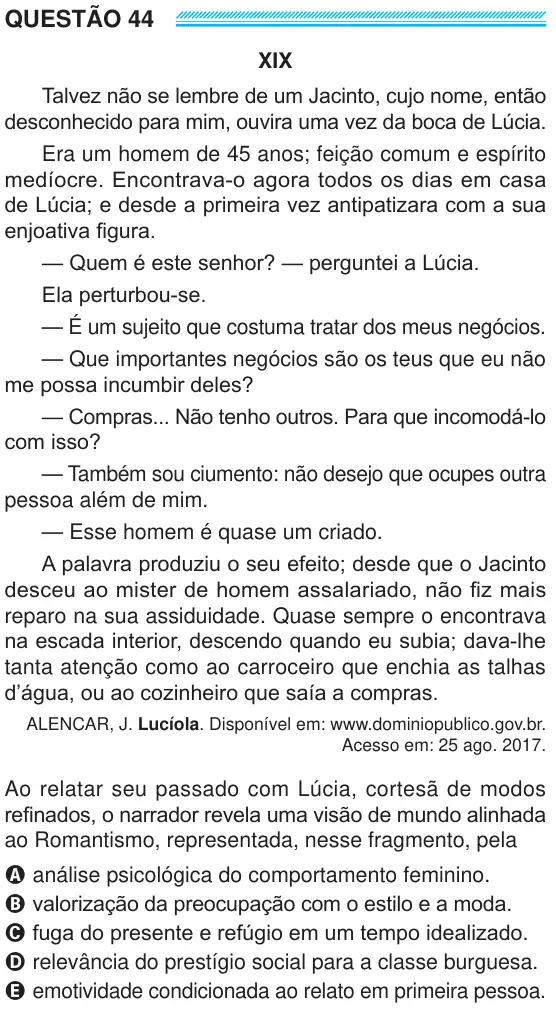 QUESTÃO 44
XIX
Talvez não se lembre de um Jacinto, cujo nome, então
desconhecido para mim, ouvira uma vez da boca de Lúcia.
Era um homem de 45 anos; feição comum e espírito
medíocre. Encontrava-o agora todos os dias em casa
de Lúcia; e desde a primeira vez antipatizara com a sua
enjoativa figura.
— Quem é este senhor? — perguntei a Lúcia.
Ela perturbou-se.
— É um sujeito que costuma tratar dos meus negócios.
— Que importantes negócios são os teus que eu não
me possa incumbir deles?
— Compras... Não tenho outros. Para que incomodá-lo
com isso?
— Também sou ciumento: não desejo que ocupes outra
pessoa além de mim.
— Esse homem é quase um criado.
A palavra produziu o seu efeito; desde que o Jacinto
desceu ao mister de homem assalariado, não fiz mais
reparo na sua assiduidade. Quase sempre o encontrava
na escada interior, descendo quando eu subia; dava-lhe
tanta atenção como ao carroceiro que enchia as talhas
d’água, ou ao cozinheiro que saía a compras.
ALENCAR, J. Lucíola. Disponível em: www.dominiopublico.gov.br.
Acesso em: 25 ago. 2017.
Ao relatar seu passado com Lúcia, cortesã de modos
refinados, o narrador revela uma visão de mundo alinhada
ao Romantismo, representada, nesse fragmento, pela
A análise psicológica do comportamento feminino.
B valorização da preocupação com o estilo e a moda.
C fuga do presente e refúgio em um tempo idealizado.
D relevância do prestígio social para a classe burguesa.
E emotividade condicionada ao relato em primeira pessoa.